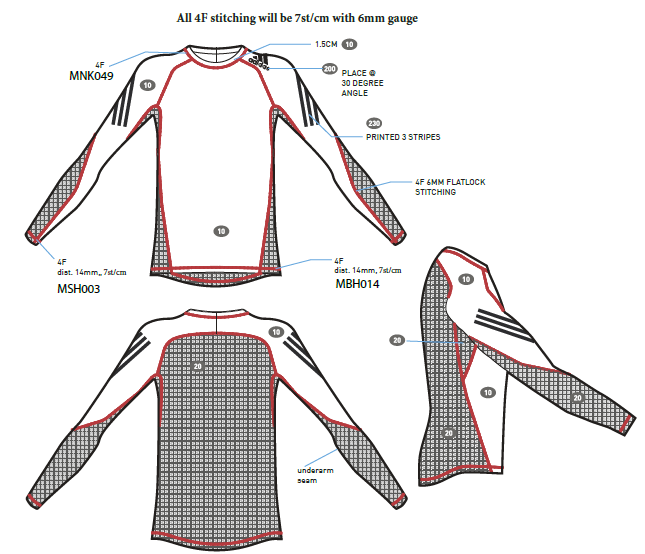 All 4F stitching will be 7st/cm with 6mm gauge
1.5CM 10
4F
MNK049
10
adidas
200
PLACE @
30 DEGREE
ANGLE
230
PRINTED 3 STRIPES
4F 6MM FLATLOCK
STITCHING
10
4F
dist. 14mm,, 7st/cm
MSH003
4F
dist. 14mm, 7st/cm
MBH014
10
10
20
20
10
20
20
underarm
seam